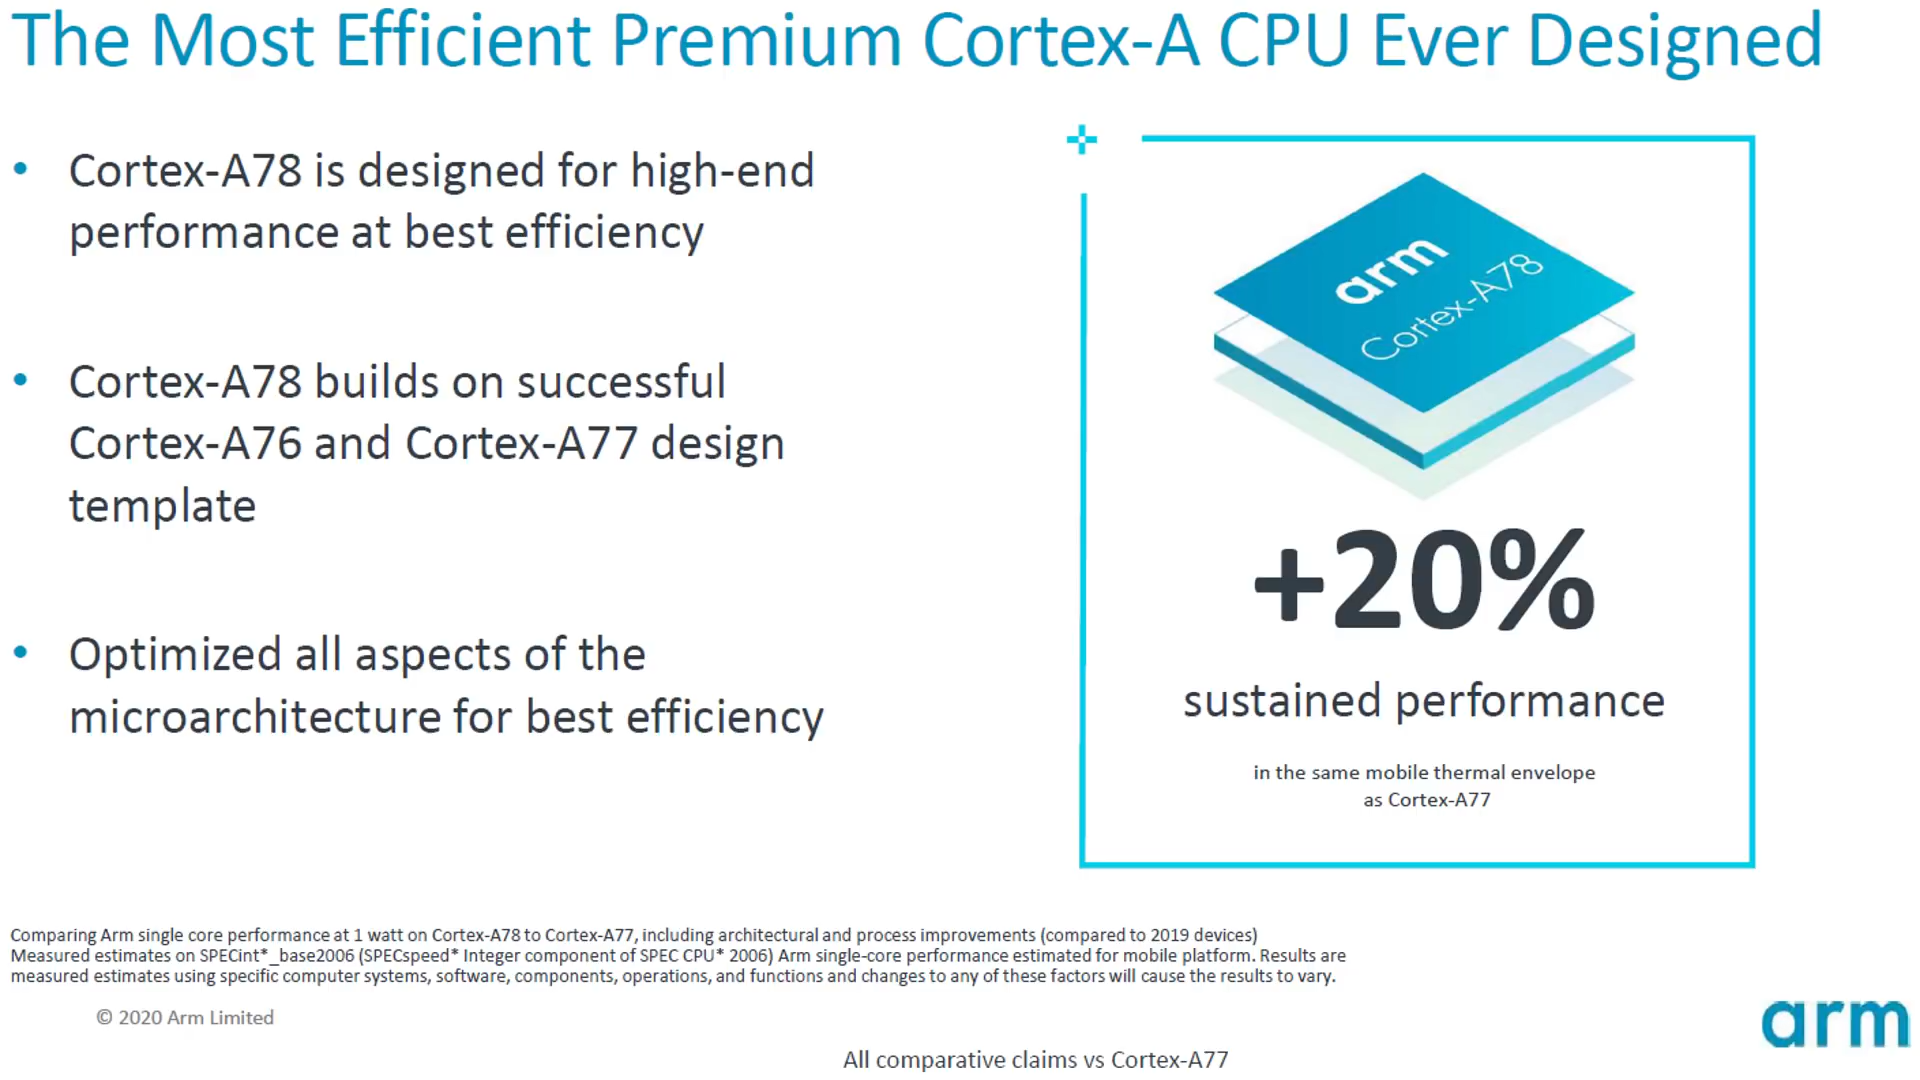 The Most Efficient Premium Cortex-A CPU Ever Designed
• Cortex-A78 is designed for high-end
performance at best efficiency
• Cortex-A78 builds on successful
Cortex-A76 and Cortex-A77 design
template
• Optimized all aspects of the
microarchitecture for best efficiency
arm
Cortex-A78
+20%
sustained performance
in the same mobile thermal envelope
as Cortex-A77
Comparing Arm single core performance at 1 watt on Cortex-A78 to Cortex-A77, including architectural and process improvements (compared to 2019 devices)
Measured estimates on SPECint*_base2006 (SPECspeed* Integer component of SPEC CPU* 2006) Arm single-core performance estimated for mobile platform. Results are
measured estimates using specific computer systems, software, components, operations, and functions and changes to any of these factors will cause the results to vary.
© 2020 Arm Limited
arm
All comparative claims vs Cortex-A77